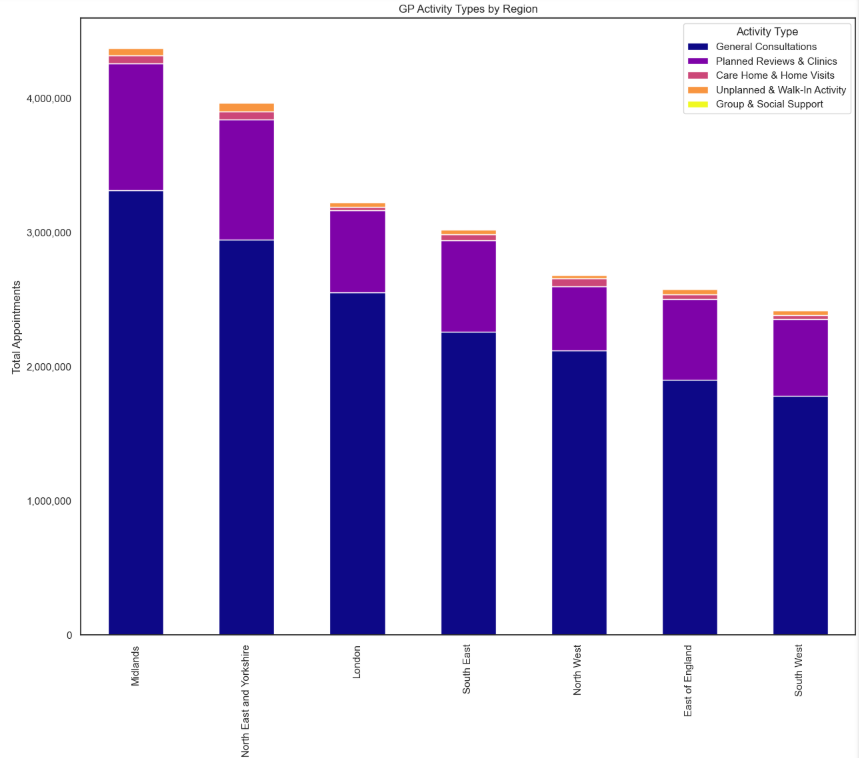 GP Activity Types by Region
Activity Type
General Consultations
Planned Reviews & Clinics
Care Home & Home Visits
Unplanned & Walk-In Activity
Group & Social Support
Total Appointments
4,000,000
3,000,000
2,000,000
1,000,000
0
Midlands
North East and Yorkshire
London
South East
North West
East of England
South West